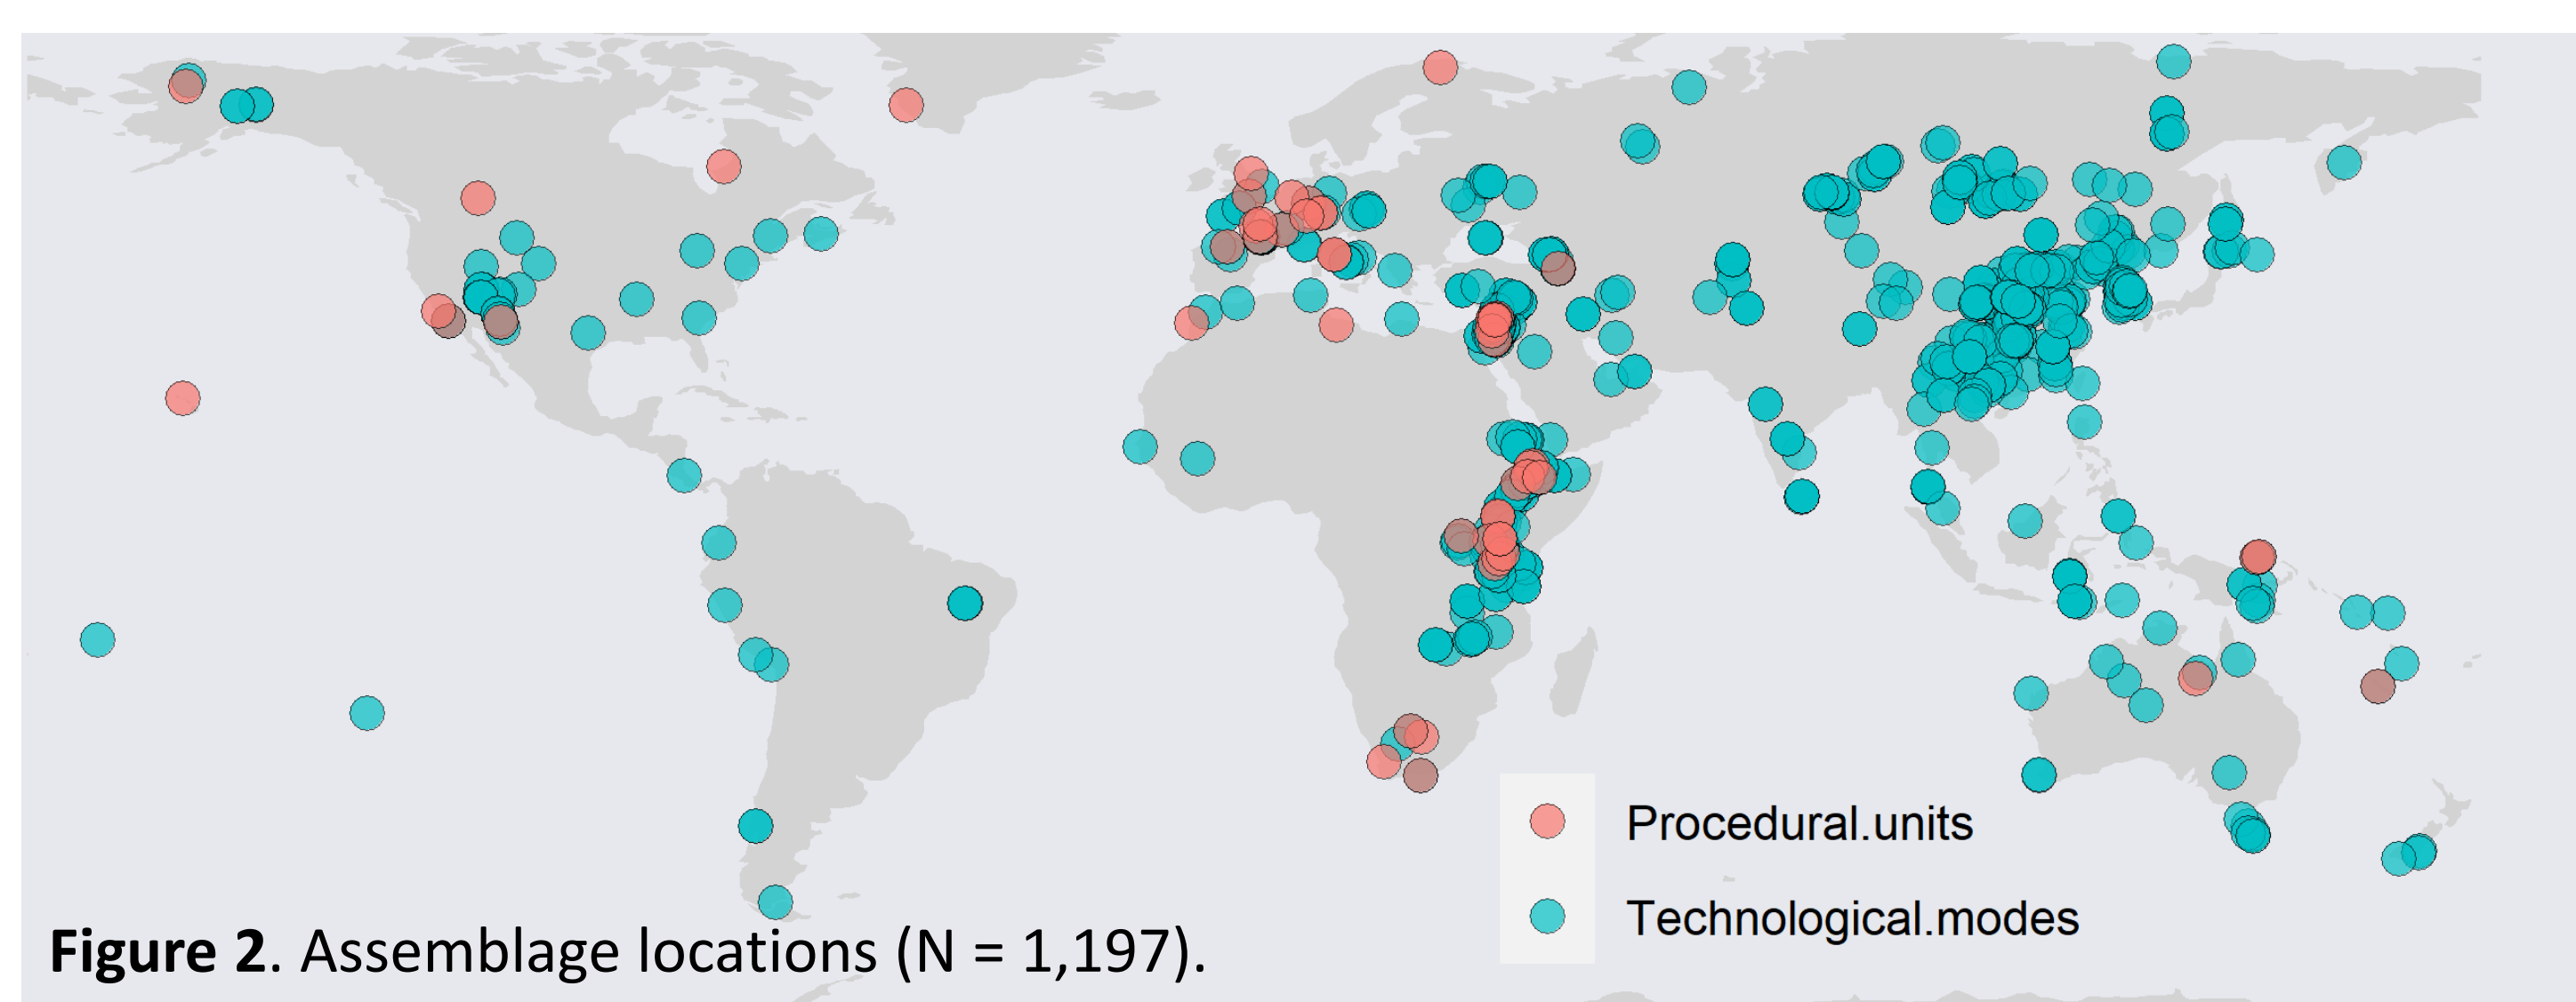 Procedural.units
Technological.modes
Figure 2. Assemblage locations (N = 1,197).